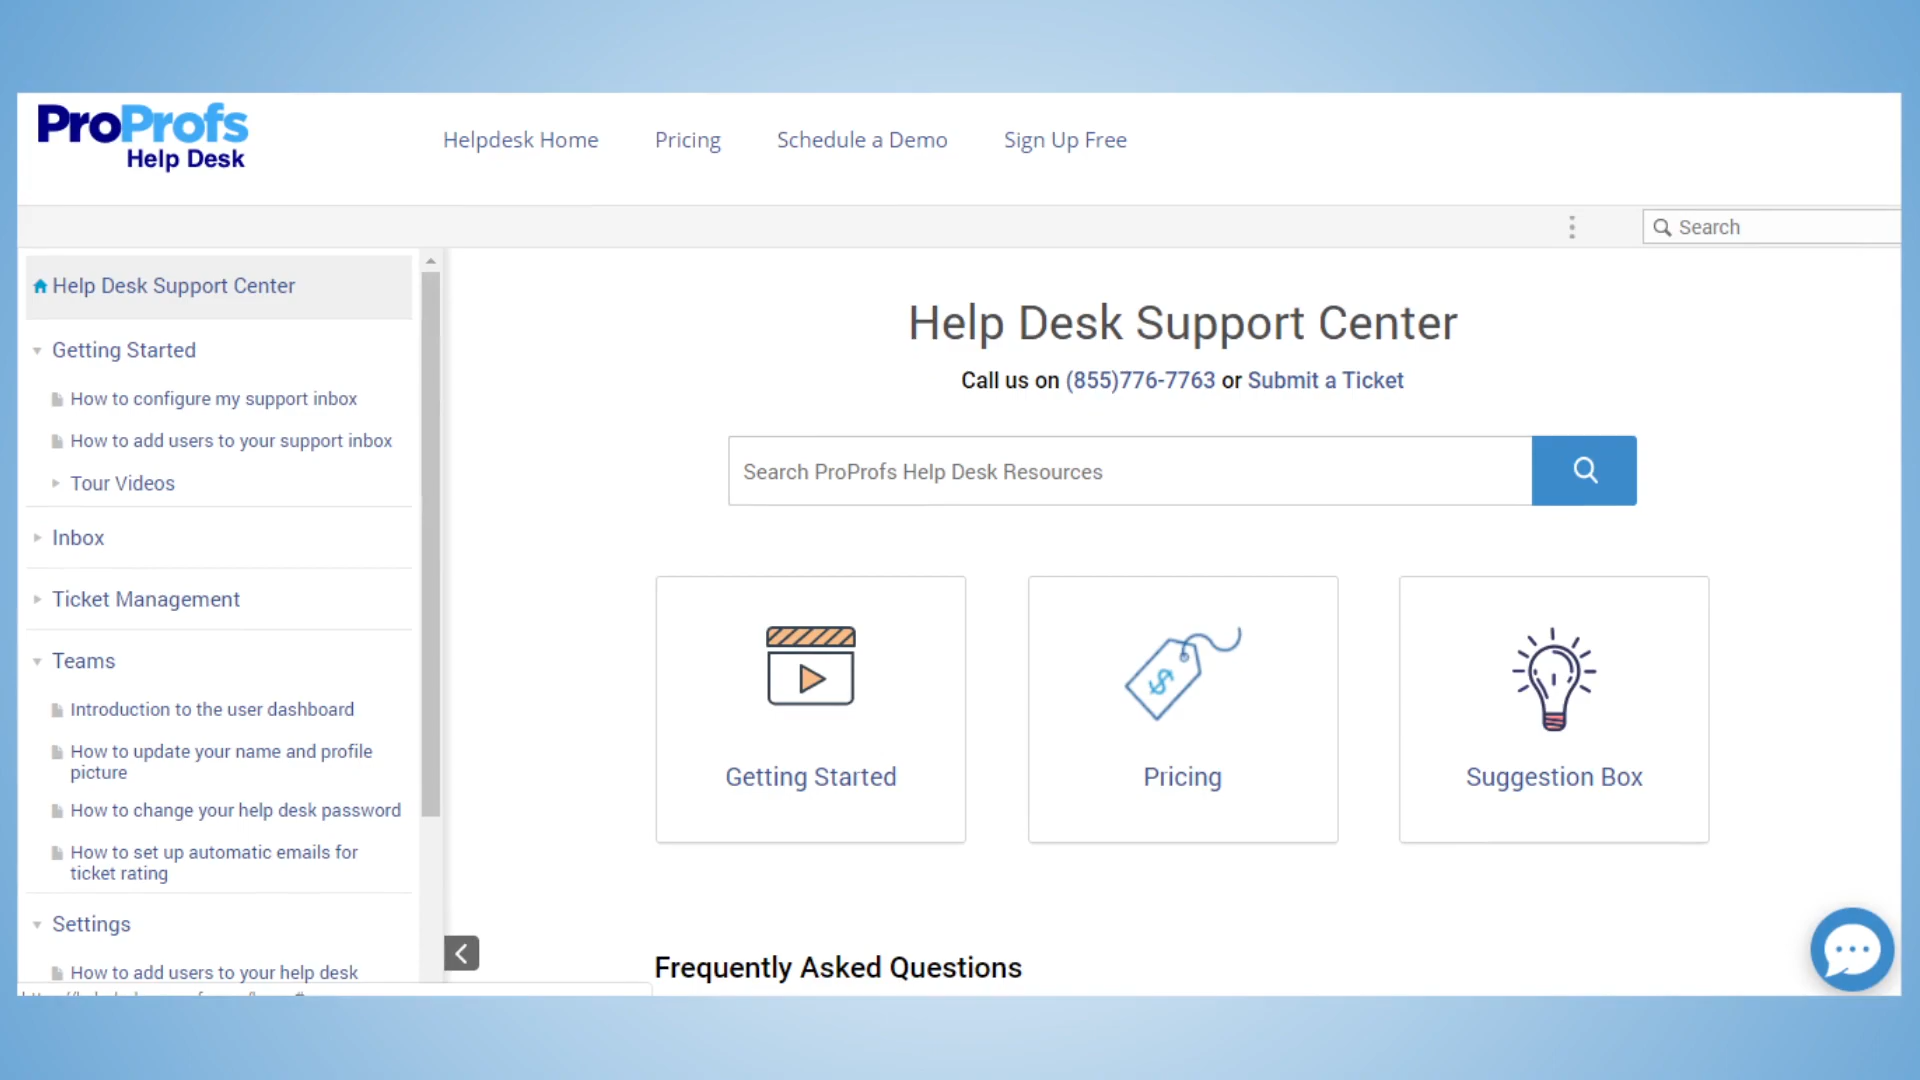 ProProfs
Help Desk
Helpdesk Home
Pricing
Schedule a Demo
Sign Up Free
Search
Help Desk Support Center
Getting Started
How to configure my support inbox
How to add users to your support inbox
Tour Videos
Inbox
Ticket Management
Teams
Introduction to the user dashboard
How to update your name and profile
picture
How to change your help desk password
How to set up automatic emails for
ticket rating
Settings
How to add users to your help desk
Help Desk Support Center
Call us on (855)776-7763 or Submit a Ticket
Search ProProfs Help Desk Resources
$
Getting Started
Pricing
Suggestion Box
Frequently Asked Questions